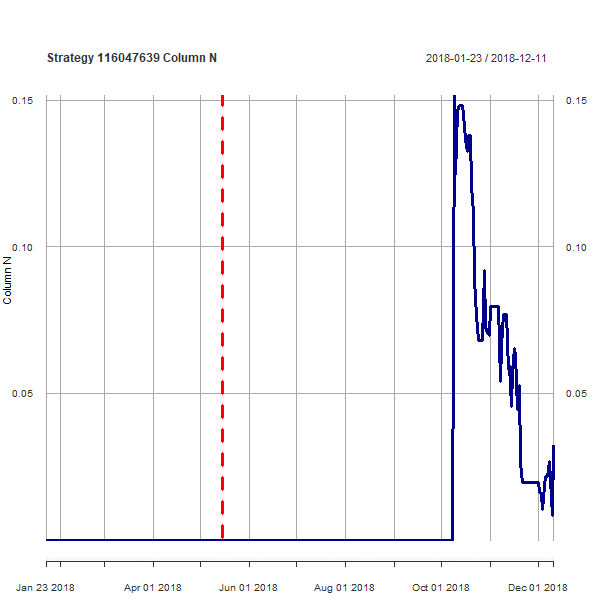 Strategy 116047639 Column N
2018-01-23 / 2018-12-11
0.15
0.15
0.10
0.10
Column N
0.05
0.05
Jan 23 2018
Apr 01 2018
Jun 01 2018
Aug 01 2018
Oct 01 2018
Dec 01 2018